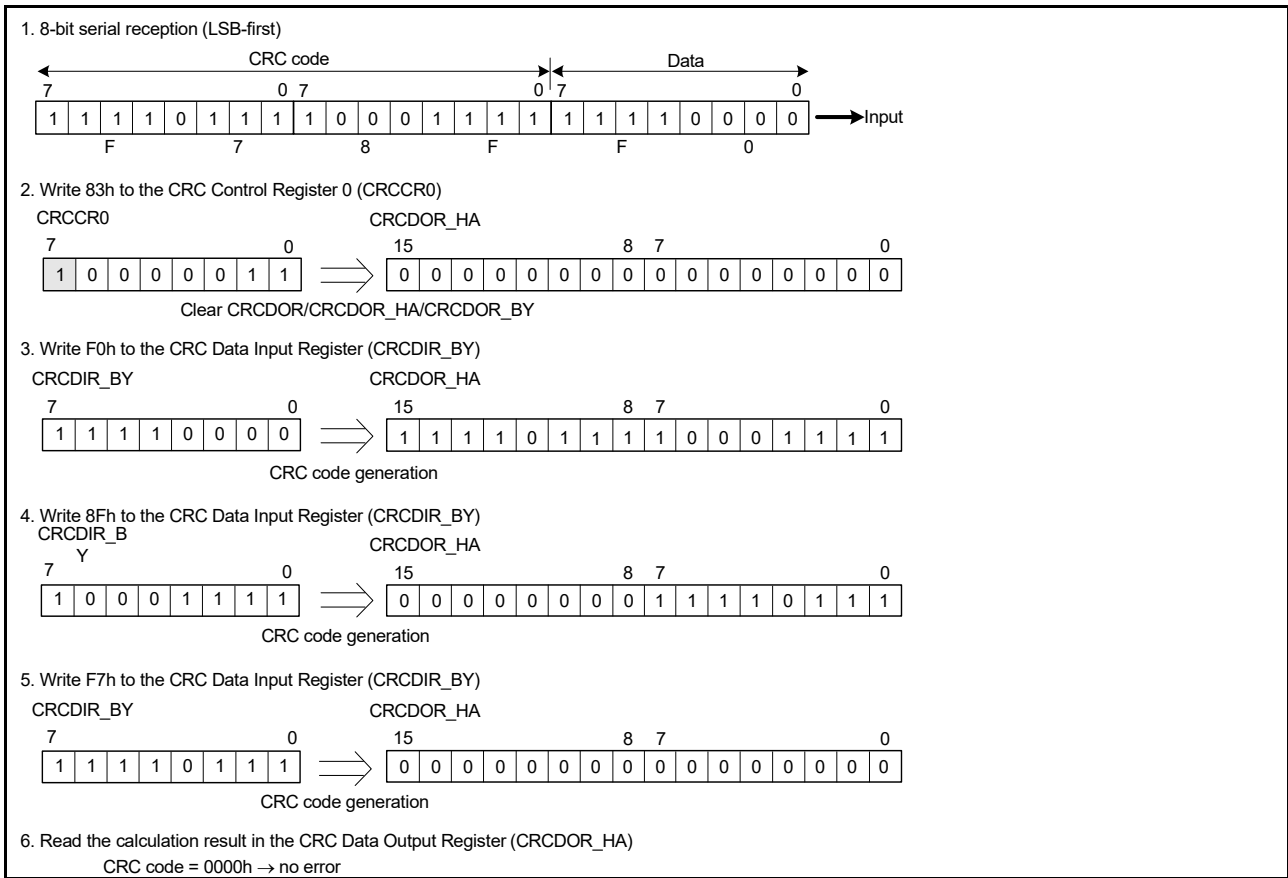 1. 8-bit serial reception (LSB-first)
CRC code Data
7 0 7 0 7 0
1 1 1 1 0 1 1 1 1 0 0 0 1 1 1 1 1 1 1 1 0 0 0 0 Input
F 7 8 F F 0
2. Write 83h to the CRC Control Register 0 (CRCCR0)
CRCCR0 CRCDOR_HA
7 0 15 8 7 0
1 0 0 0 0 0 1 1 0 0 0 0 0 0 0 0 0 0 0 0 0 0 0 0
Clear CRCDOR/CRCDOR_HA/CRCDOR_BY
3. Write F0h to the CRC Data Input Register (CRCDIR_BY)
CRCDIR_BY CRCDOR_HA
7 0 15 8 7 0
1 1 1 1 0 0 0 0 1 1 1 1 0 1 1 1 1 0 0 0 1 1 1 1
CRC code generation
4. Write 8Fh to the CRC Data Input Register (CRCDIR_BY)
CRCDIR_B CRCDOR_HA
Y
7 0 15 8 7 0
1 0 0 0 1 1 1 1 0 0 0 0 0 0 0 0 1 1 1 1 0 1 1 1
CRC code generation
5. Write F7h to the CRC Data Input Register (CRCDIR_BY)
CRCDIR_BY CRCDOR_HA
7 0 15 8 7 0
1 1 1 1 0 1 1 1 0 0 0 0 0 0 0 0 0 0 0 0 0 0 0 0
CRC code generation
6. Read the calculation result in the CRC Data Output Register (CRCDOR_HA)
CRC code = 0000h → no error